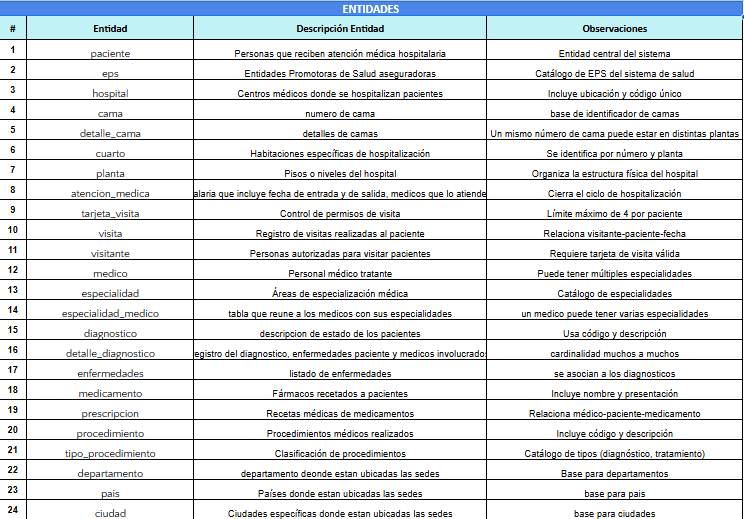 ENTIDADES
# Entidad Descripción Entidad Observaciones
1 paciente Personas que reciben atención médica hospitalaria Entidad central del sistema
2 eps Entidades Promotoras de Salud aseguradoras Catálogo de EPS del sistema de salud
3 hospital Centros médicos donde se hospitalizan pacientes Incluye ubicación y código único
4 cama numero de cama base de identificador de camas
5 detalle_cama detalles de camas Un mismo número de cama puede estar en distintas plantas
6 cuarto Habitaciones específicas de hospitalización Se identifica por número y planta
7 planta Pisos o niveles del hospital Organiza la estructura física del hospital
8 atencion_medica alaria que incluye fecha de entrada y de salida, medicos que lo atiende Cierra el ciclo de hospitalización
9 tarjeta_visita Control de permisos de visita Límite máximo de 4 por paciente
10 visita Registro de visitas realizadas al paciente Relaciona visitante-paciente-fecha
11 visitante Personas autorizadas para visitar pacientes Requiere tarjeta de visita válida
12 medico Personal médico tratante Puede tener múltiples especialidades
13 especialidad Áreas de especialización médica Catálogo de especialidades
14 especialidad_medico tabla que reune a los medicos con sus especialidades un medico puede tener varias especialidades
15 diagnostico descripcion de estado de los pacientes Usa código y descripción
16 detalle_diagnostico egistro del diagnostico, enfermedades paciente y medicos involucrados cardinalidad muchos a muchos
17 enfermedades listado de enfermedades se asocian a los diagnosticos
18 medicamento Fármacos recetados a pacientes Incluye nombre y presentación
19 prescripcion Recetas médicas de medicamentos Relaciona médico-paciente-medicamento
20 procedimiento Procedimientos médicos realizados Incluye código y descripción
21 tipo_procedimiento Clasificación de procedimientos Catálogo de tipos (diagnóstico, tratamiento)
22 departamento departamento deonde estan ubicadas las sedes Base para departamentos
23 pais Países donde estan ubicadas las sedes base para pais
24 ciudad Ciudades específicas donde estan ubicadas las sedes base para ciudades